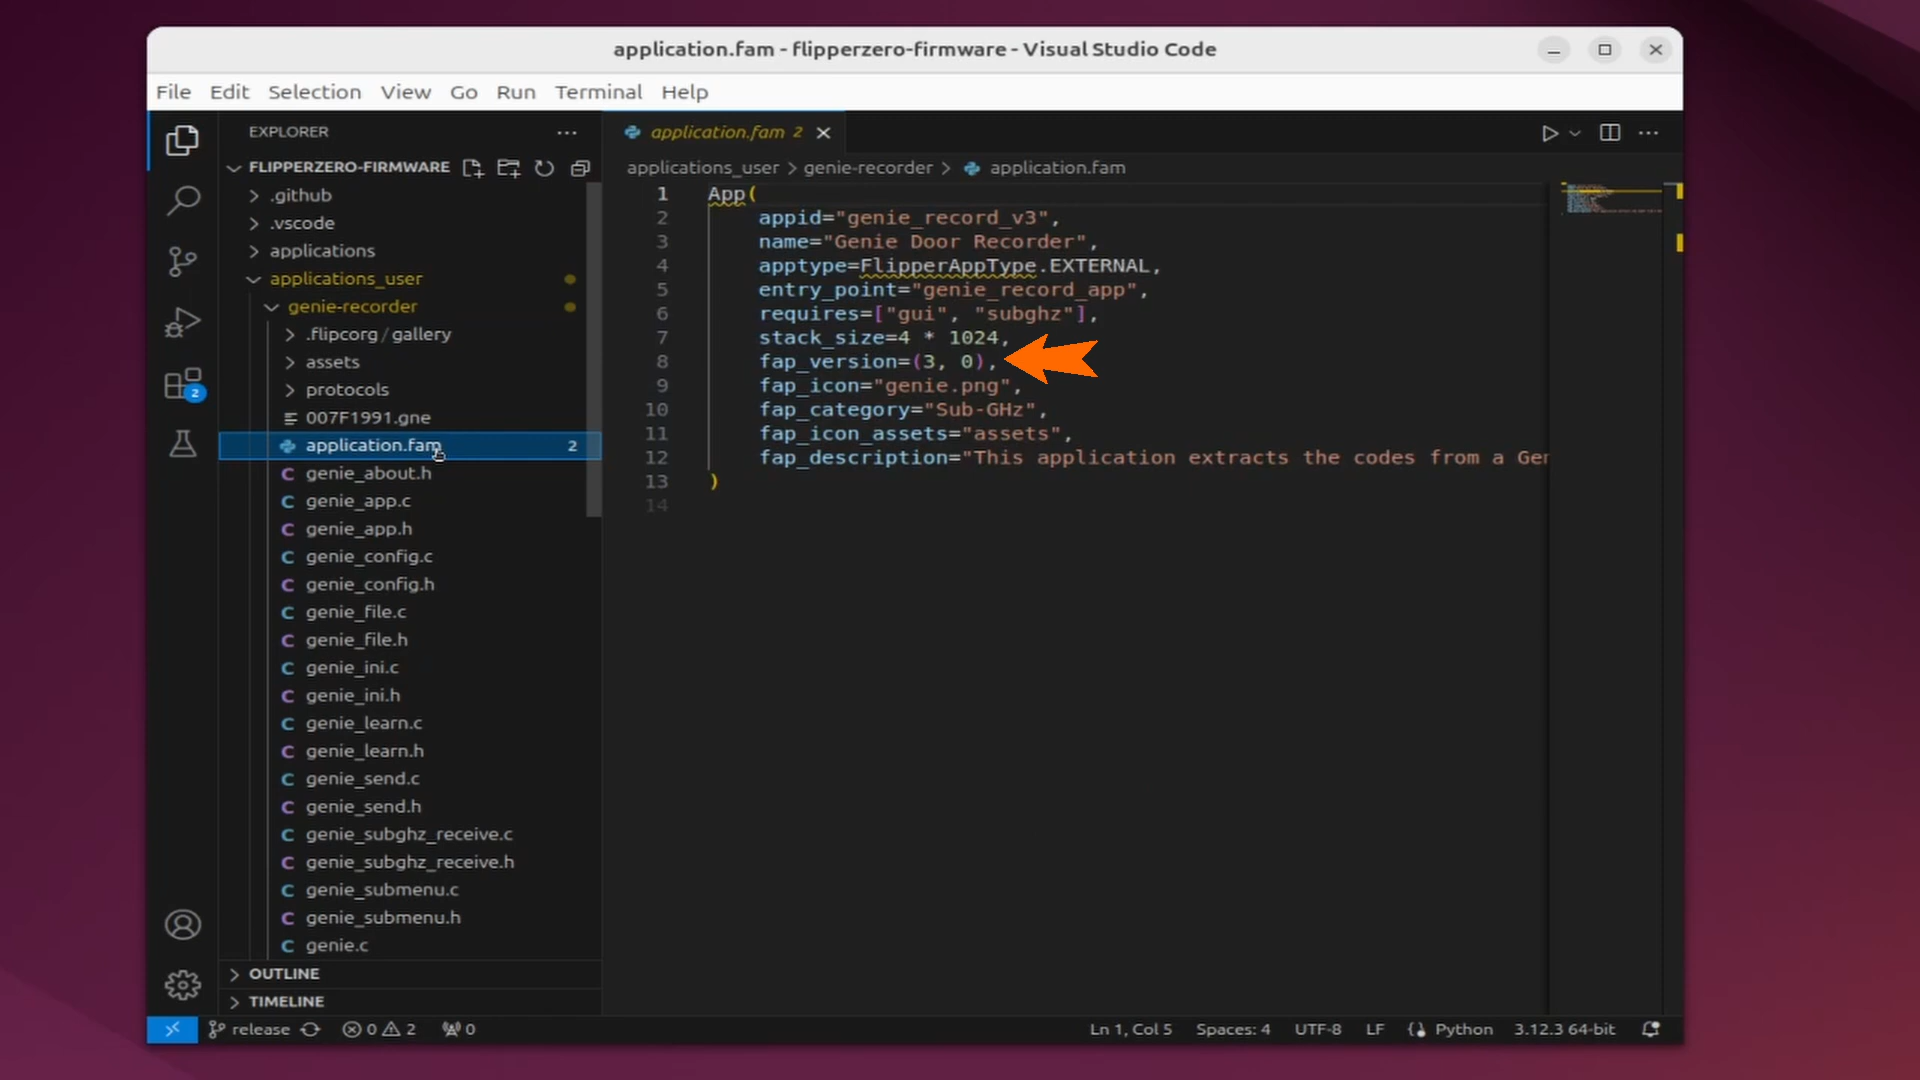 application.fam - flipperzero-firmware - Visual Studio Code
File Edit Selection View Go Run Terminal Help
EXPLORER
FLIPPERZERO-FIRMWARE
.github
.vscode
applications
applications_user
genie-recorder
.flipcorg / gallery
assets
protocols
007F1991.gne
application.fam 2
genie_about.h
genie_app.c
genie_app.h
genie_config.c
genie_config.h
genie_file.c
genie_file.h
genie_ini.c
genie_ini.h
genie_learn.c
genie_learn.h
genie_send.c
genie_send.h
genie_subghz_receive.c
genie_subghz_receive.h
genie_submenu.c
genie_submenu.h
genie.c
OUTLINE
TIMELINE
2
application.fam 2
applications_user > genie-recorder > application.fam
1 App(
2 appid="genie_record_v3",
3 name="Genie Door Recorder",
4 apptype=FlipperAppType.EXTERNAL,
5 entry_point="genie_record_app",
6 requires=["gui", "subghz"],
7 stack_size=4 * 1024,
8 fap_version=(3, 0),
9 fap_icon="genie.png",
10 fap_category="Sub-GHz",
11 fap_icon_assets="assets",
12 fap_description="This application extracts the codes from a Gen
13 )
14
release 0 2 0 Ln 1, Col 5 Spaces: 4 UTF-8 LF Python 3.12.3 64-bit